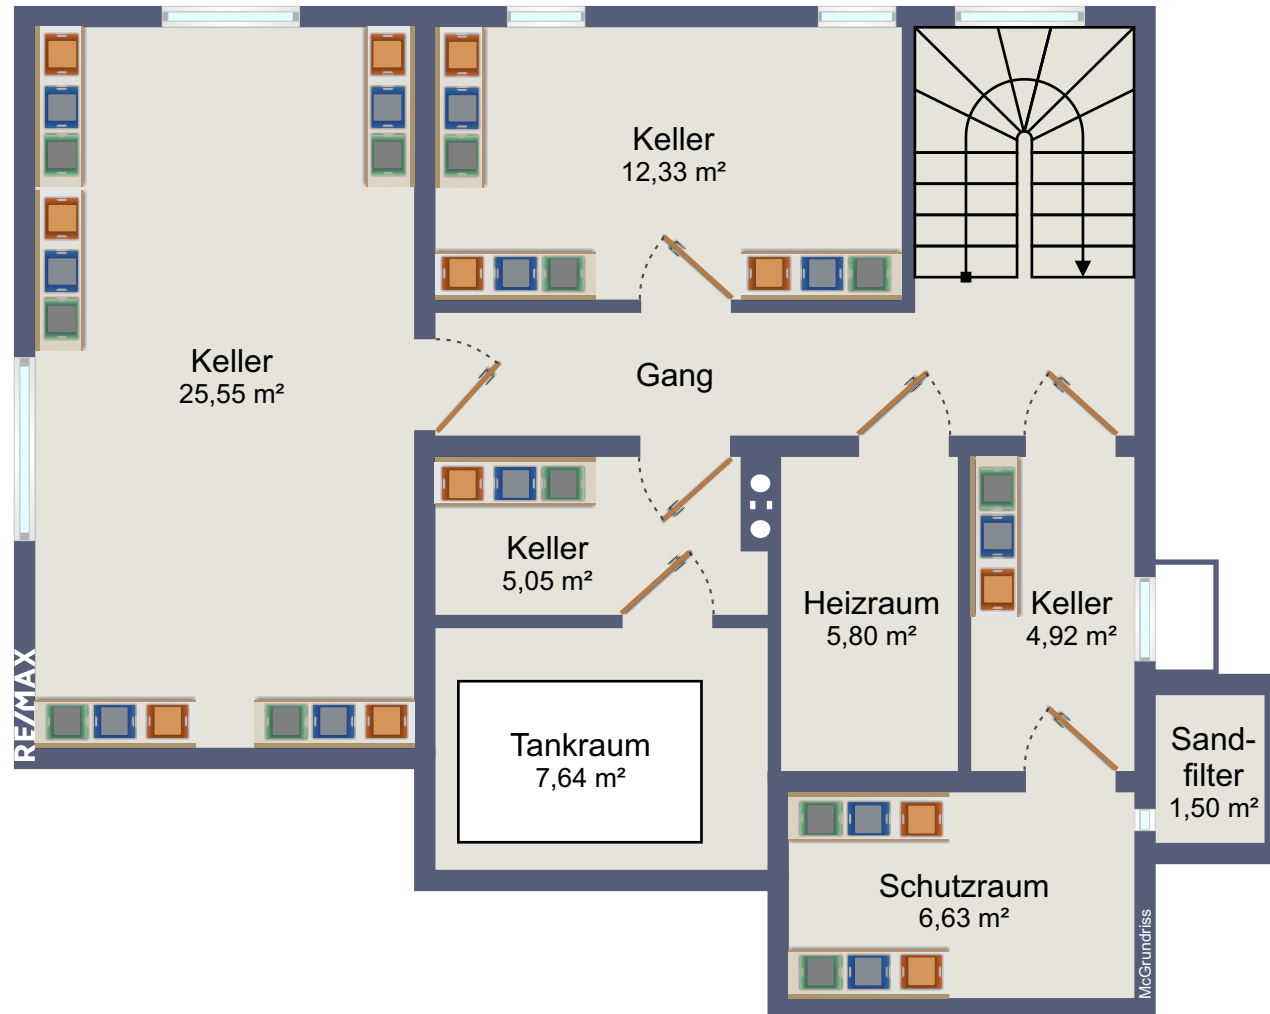 Keller
12,33 m²
Keller
25,55 m²
Gang
Keller
5,05 m²
Heizraum
5,80 m²
Keller
4,92 m²
Tankraum
7,64 m²
Sand-
filter
1,50 m²
Schutzraum
6,63 m²
RE/MAX
McGrundriss